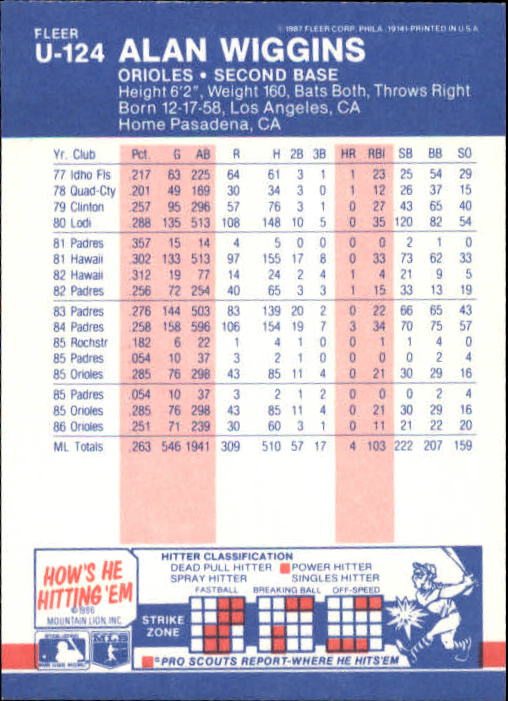 © 1987 FLEER CORP. PHILA. 19141-PRINTED IN U.S.A.
FLEER
U-124 ALAN WIGGINS
ORIOLES • SECOND BASE
Height 6'2", Weight 160, Bats Both, Throws Right
Born 12-17-58, Los Angeles, CA
Home Pasadena, CA
Yr. Club Pct. G AB R H 2B 3B HR RBI SB BB SO
77 Idho Fls .217 63 225 64 61 3 1 1 23 25 54 29
78 Quad-Cty .201 49 169 30 34 3 0 1 12 26 37 15
79 Clinton .257 95 296 57 76 3 1 0 27 43 65 40
80 Lodi .288 135 513 108 148 10 5 0 35 120 82 54
81 Padres .357 15 14 4 5 0 0 0 0 2 1 0
81 Hawaii .302 133 513 97 155 17 8 0 33 73 62 33
82 Hawaii .312 19 77 14 24 2 4 1 4 21 9 5
82 Padres .256 72 254 40 65 3 3 1 15 33 13 19
83 Padres .276 144 503 83 139 20 2 0 22 66 65 43
84 Padres .258 158 596 106 154 19 7 3 34 70 75 57
85 Rochstr .182 6 22 1 4 1 0 0 1 1 4 0
85 Padres .054 10 37 3 2 1 0 0 0 0 2 4
85 Orioles .285 76 298 43 85 11 4 0 21 30 29 16
85 Padres .054 10 37 3 2 1 2 0 0 0 2 4
85 Orioles .285 76 298 43 85 11 4 0 21 30 29 16
86 Orioles .251 71 239 30 60 3 1 0 11 21 22 20
ML Totals .263 546 1941 309 510 57 17 4 103 222 207 159
HOW'S HE
HITTING 'EM
©1986
MOUNTAIN LION, INC
MLB
HITTER CLASSIFICATION
DEAD PULL HITTER POWER HITTER
SPRAY HITTER SINGLES HITTER
FASTBALL BREAKING BALL OFF-SPEED
STRIKE
ZONE
=PRO SCOUTS REPORT-WHERE HE HITS'EM